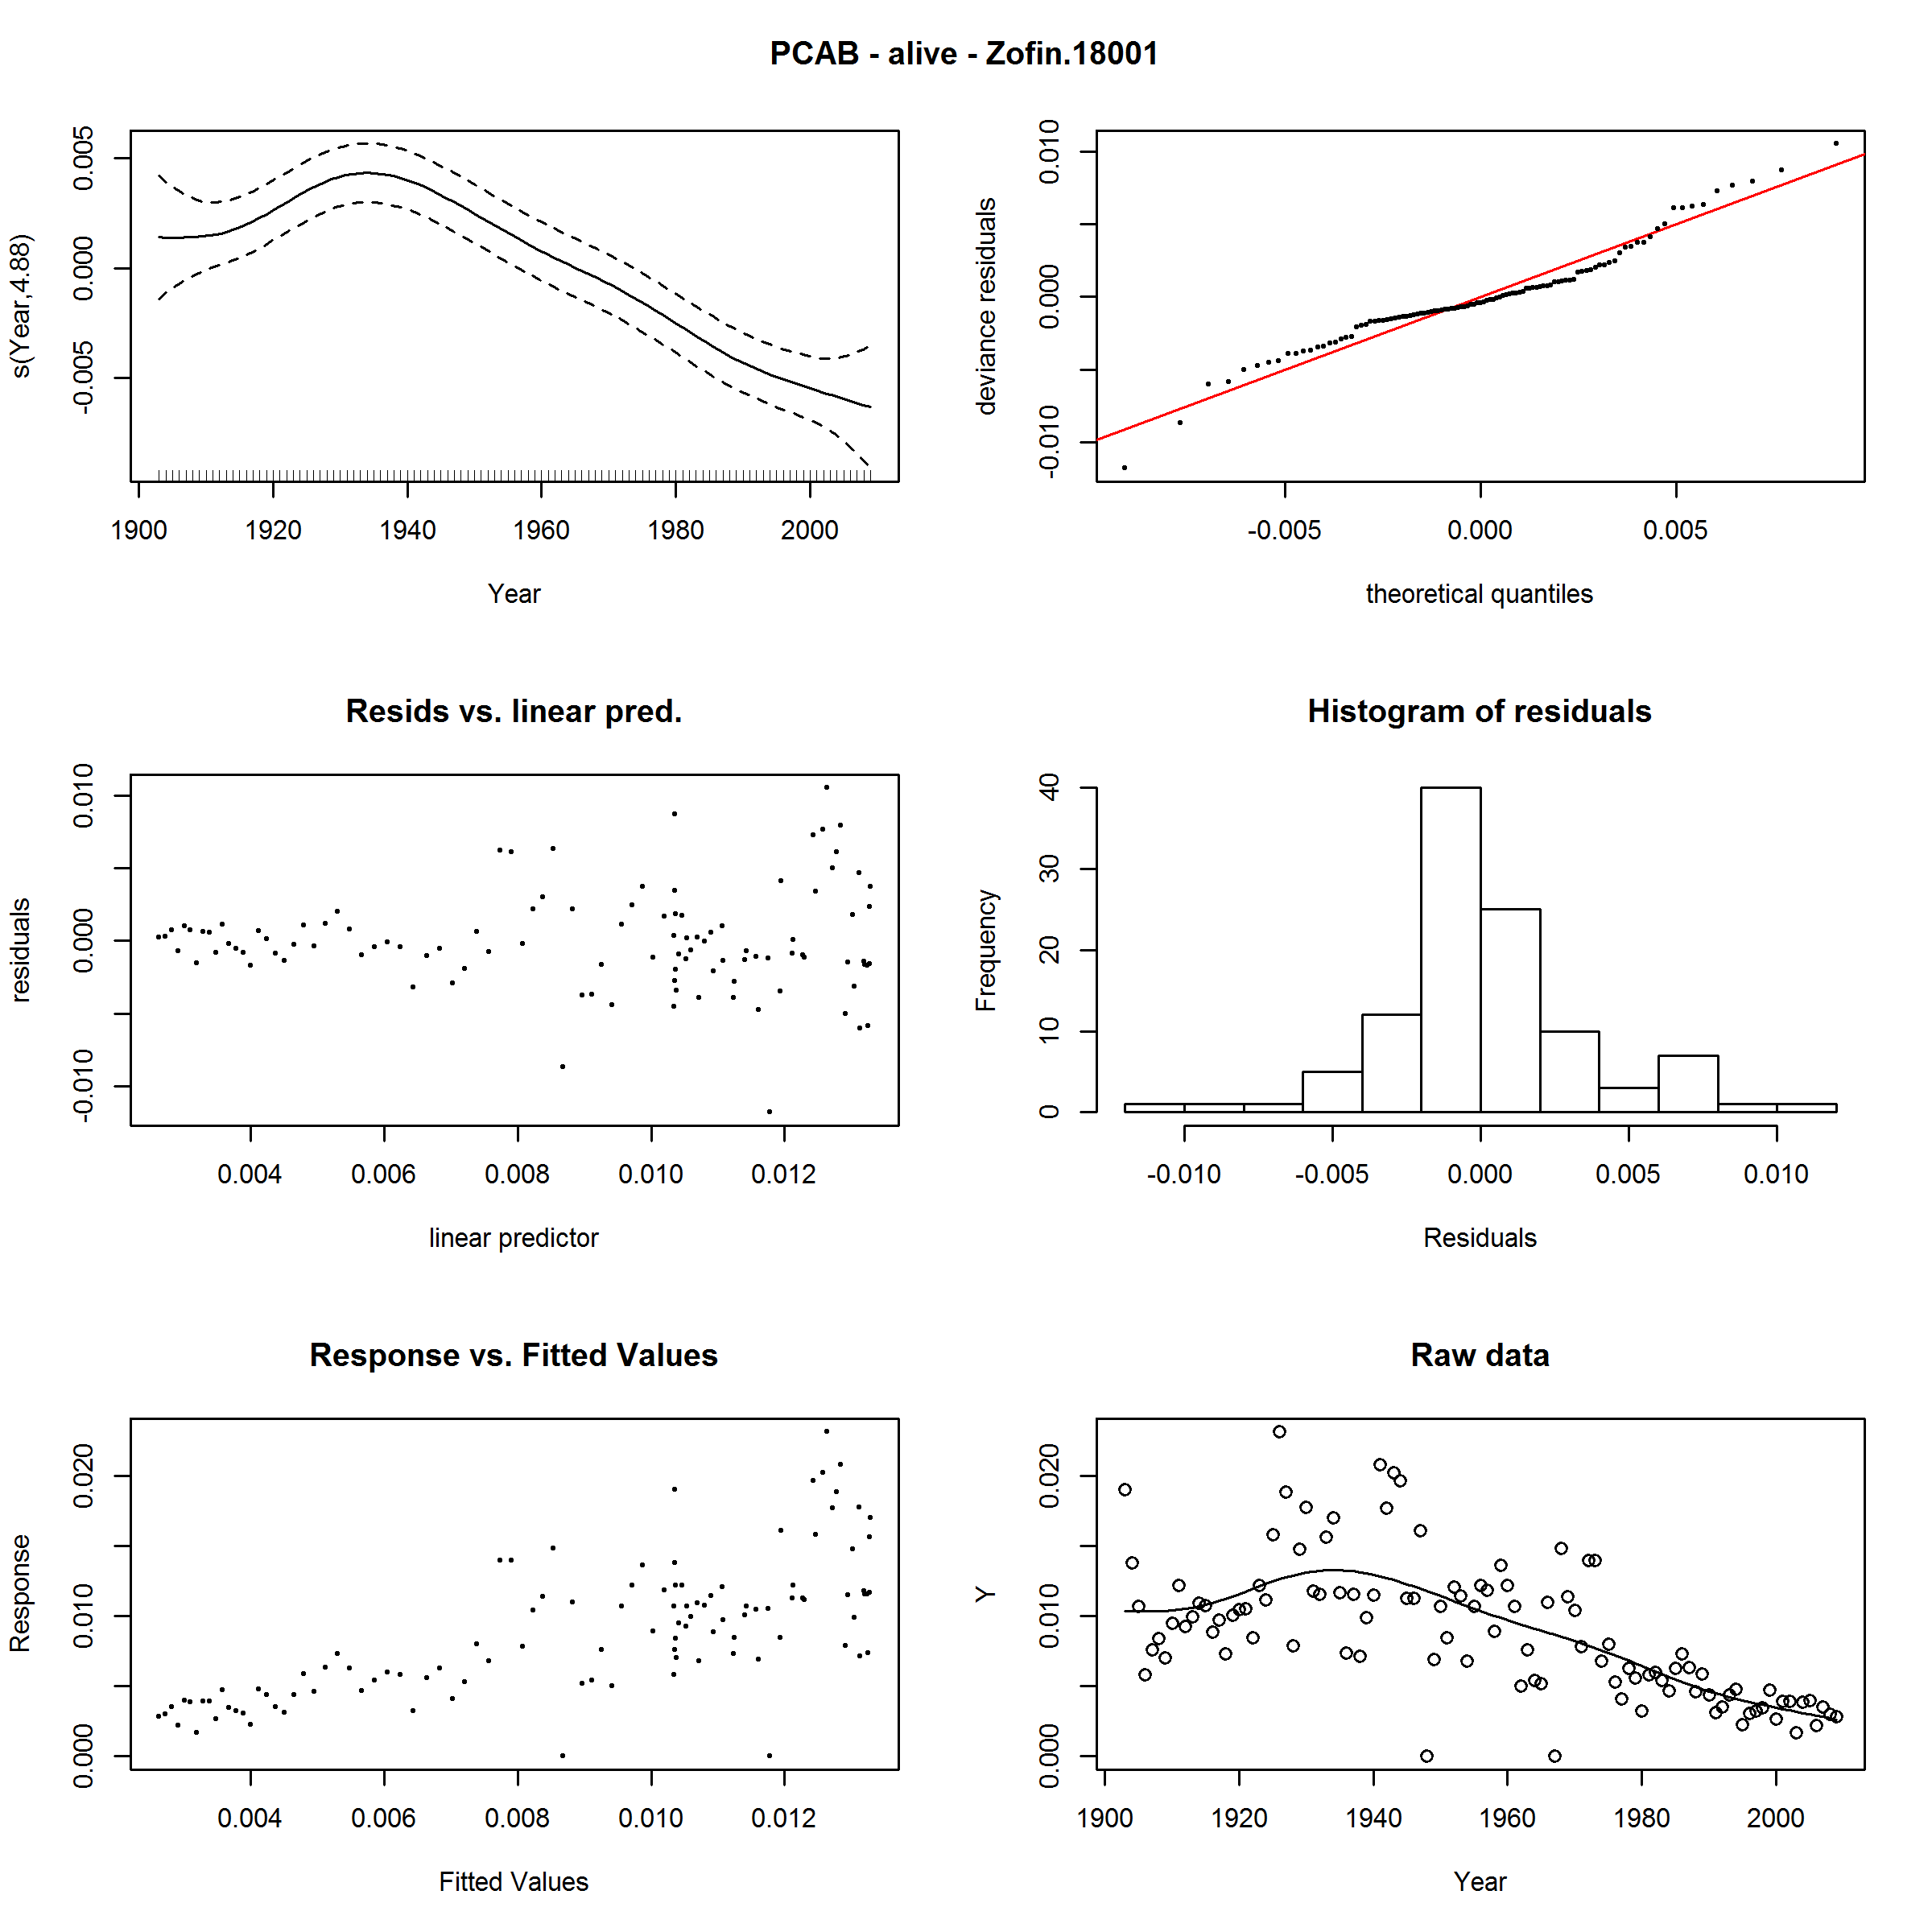 PCAB - alive - Zofin.18001
s(Year,4.88)
0.005
0.000
-0.005
1900 1920 1940 1960 1980 2000
Year
deviance residuals
0.010
0.000
-0.010
-0.005 0.000 0.005
theoretical quantiles
Resids vs. linear pred.
residuals
0.010
0.000
-0.010
0.004 0.006 0.008 0.010 0.012
linear predictor
Histogram of residuals
Frequency
40
30
20
10
0
-0.010 -0.005 0.000 0.005 0.010
Residuals
Response vs. Fitted Values
Response
0.020
0.010
0.000
0.004 0.006 0.008 0.010 0.012
Fitted Values
Raw data
Y
0.020
0.010
0.000
1900 1920 1940 1960 1980 2000
Year